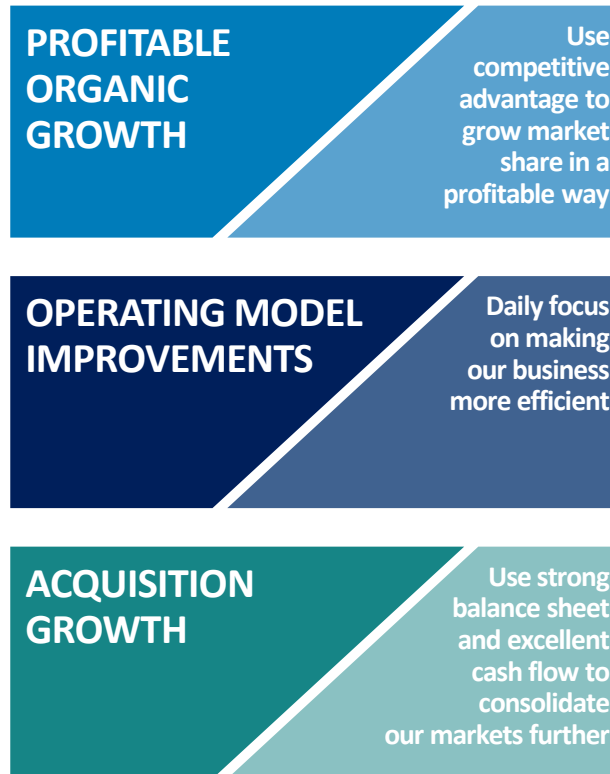 PROFITABLE
ORGANIC
GROWTH
Use
competitive
advantage to
grow market
share in a
profitable way
OPERATING MODEL
IMPROVEMENTS
Daily focus
on making
our business
more efficient
ACQUISITION
GROWTH
Use strong
balance sheet
and excellent
cash flow to
consolidate
our markets further